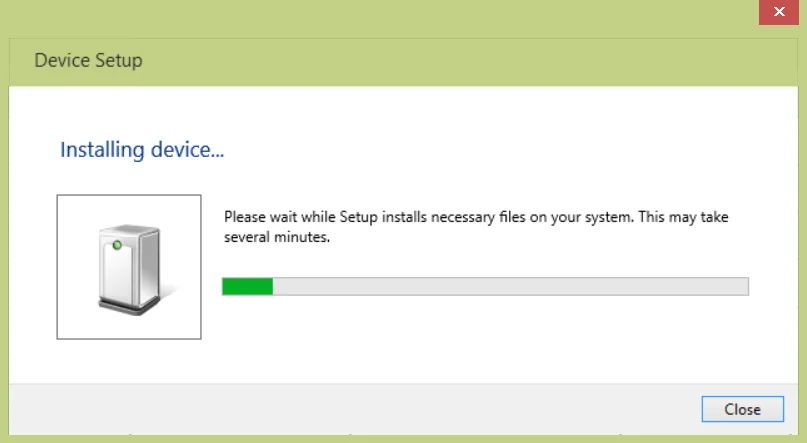 Device Setup
Installing device...
Please wait while Setup installs necessary files on your system. This may take
several minutes.
Close